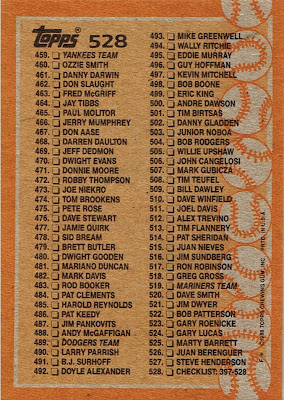 Topps 528
459. YANKEES TEAM
460. OZZIE SMITH
461. DANNY DARWIN
462. DON SLAUGHT
463. FRED McGRIFF
464. JAY TIBBS
465. PAUL MOLITOR
466. JERRY MUMPHREY
467. DON AASE
468. DARREN DAULTON
469. JEFF DEDMON
470. DWIGHT EVANS
471. DONNIE MOORE
472. ROBBY THOMPSON
473. JOE NIEKRO
474. TOM BROOKENS
475. PETE ROSE
476. DAVE STEWART
477. JAMIE QUIRK
478. SID BREAM
479. BRETT BUTLER
480. DWIGHT GOODEN
481. MARIANO DUNCAN
482. MARK DAVIS
483. ROD BOOKER
484. PAT CLEMENTS
485. HAROLD REYNOLDS
486. PAT KEEDY
487. JIM PANKOVITS
488. ANDY McGAFFIGAN
489. DODGERS TEAM
490. LARRY PARRISH
491. B.J. SURHOFF
492. DOYLE ALEXANDER
493. MIKE GREENWELL
494. WALLY RITCHIE
495. EDDIE MURRAY
496. GUY HOFFMAN
497. KEVIN MITCHELL
498. BOB BOONE
499. ERIC KING
500. ANDRE DAWSON
501. TIM BIRTSAS
502. DANNY GLADDEN
503. JUNIOR NOBOA
504. BOB RODGERS
505. WILLIE UPSHAW
506. JOHN CANGELOSI
507. MARK GUBICZA
508. TIM TEUFEL
509. BILL DAWLEY
510. DAVE WINFIELD
511. JOEL DAVIS
512. ALEX TREVINO
513. TIM FLANNERY
514. PAT SHERIDAN
515. JUAN NIEVES
516. JIM SUNDBERG
517. RON ROBINSON
518. GREG GROSS
519. MARINERS TEAM
520. DAVE SMITH
521. JIM DWYER
522. BOB PATTERSON
523. GARY ROENICKE
524. GARY LUCAS
525. MARTY BARRETT
526. JUAN BERENGUER
527. STEVE HENDERSON
528. CHECKLIST: 397-528
© 1988 TOPPS CHEWING GUM, INC. PRTD. IN U.S.A.